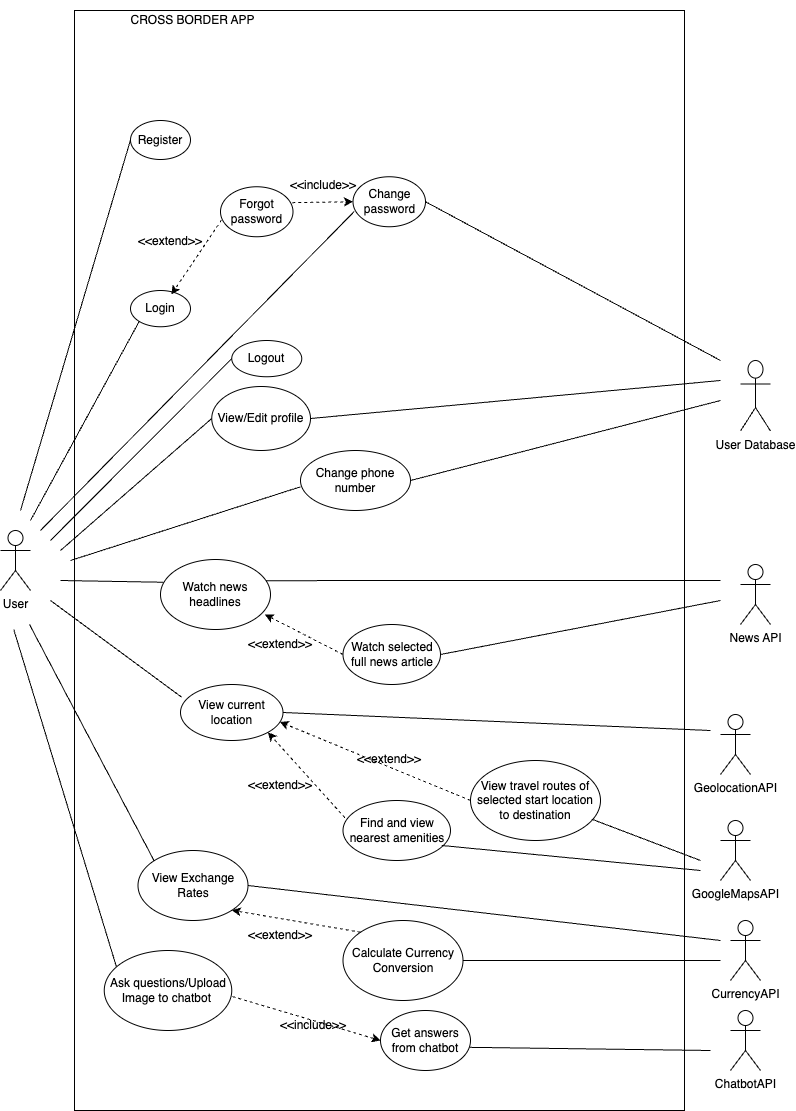 CROSS BORDER APP
Register
<<include>>
Change
password
Forgot
password
<<extend>>
Login
Logout
View/Edit profile
User Database
Change phone
number
User
Watch news
headlines
<<extend>>
Watch selected
full news article
News API
View current
location
<<extend>>
<<extend>>
View travel routes of
selected start location
to destination
GeolocationAPI
Find and view
nearest amenities
GoogleMapsAPI
View Exchange
Rates
<<extend>>
Calculate Currency
Conversion
CurrencyAPI
Ask questions/Upload
Image to chatbot
<<include>>
Get answers
from chatbot
ChatbotAPI